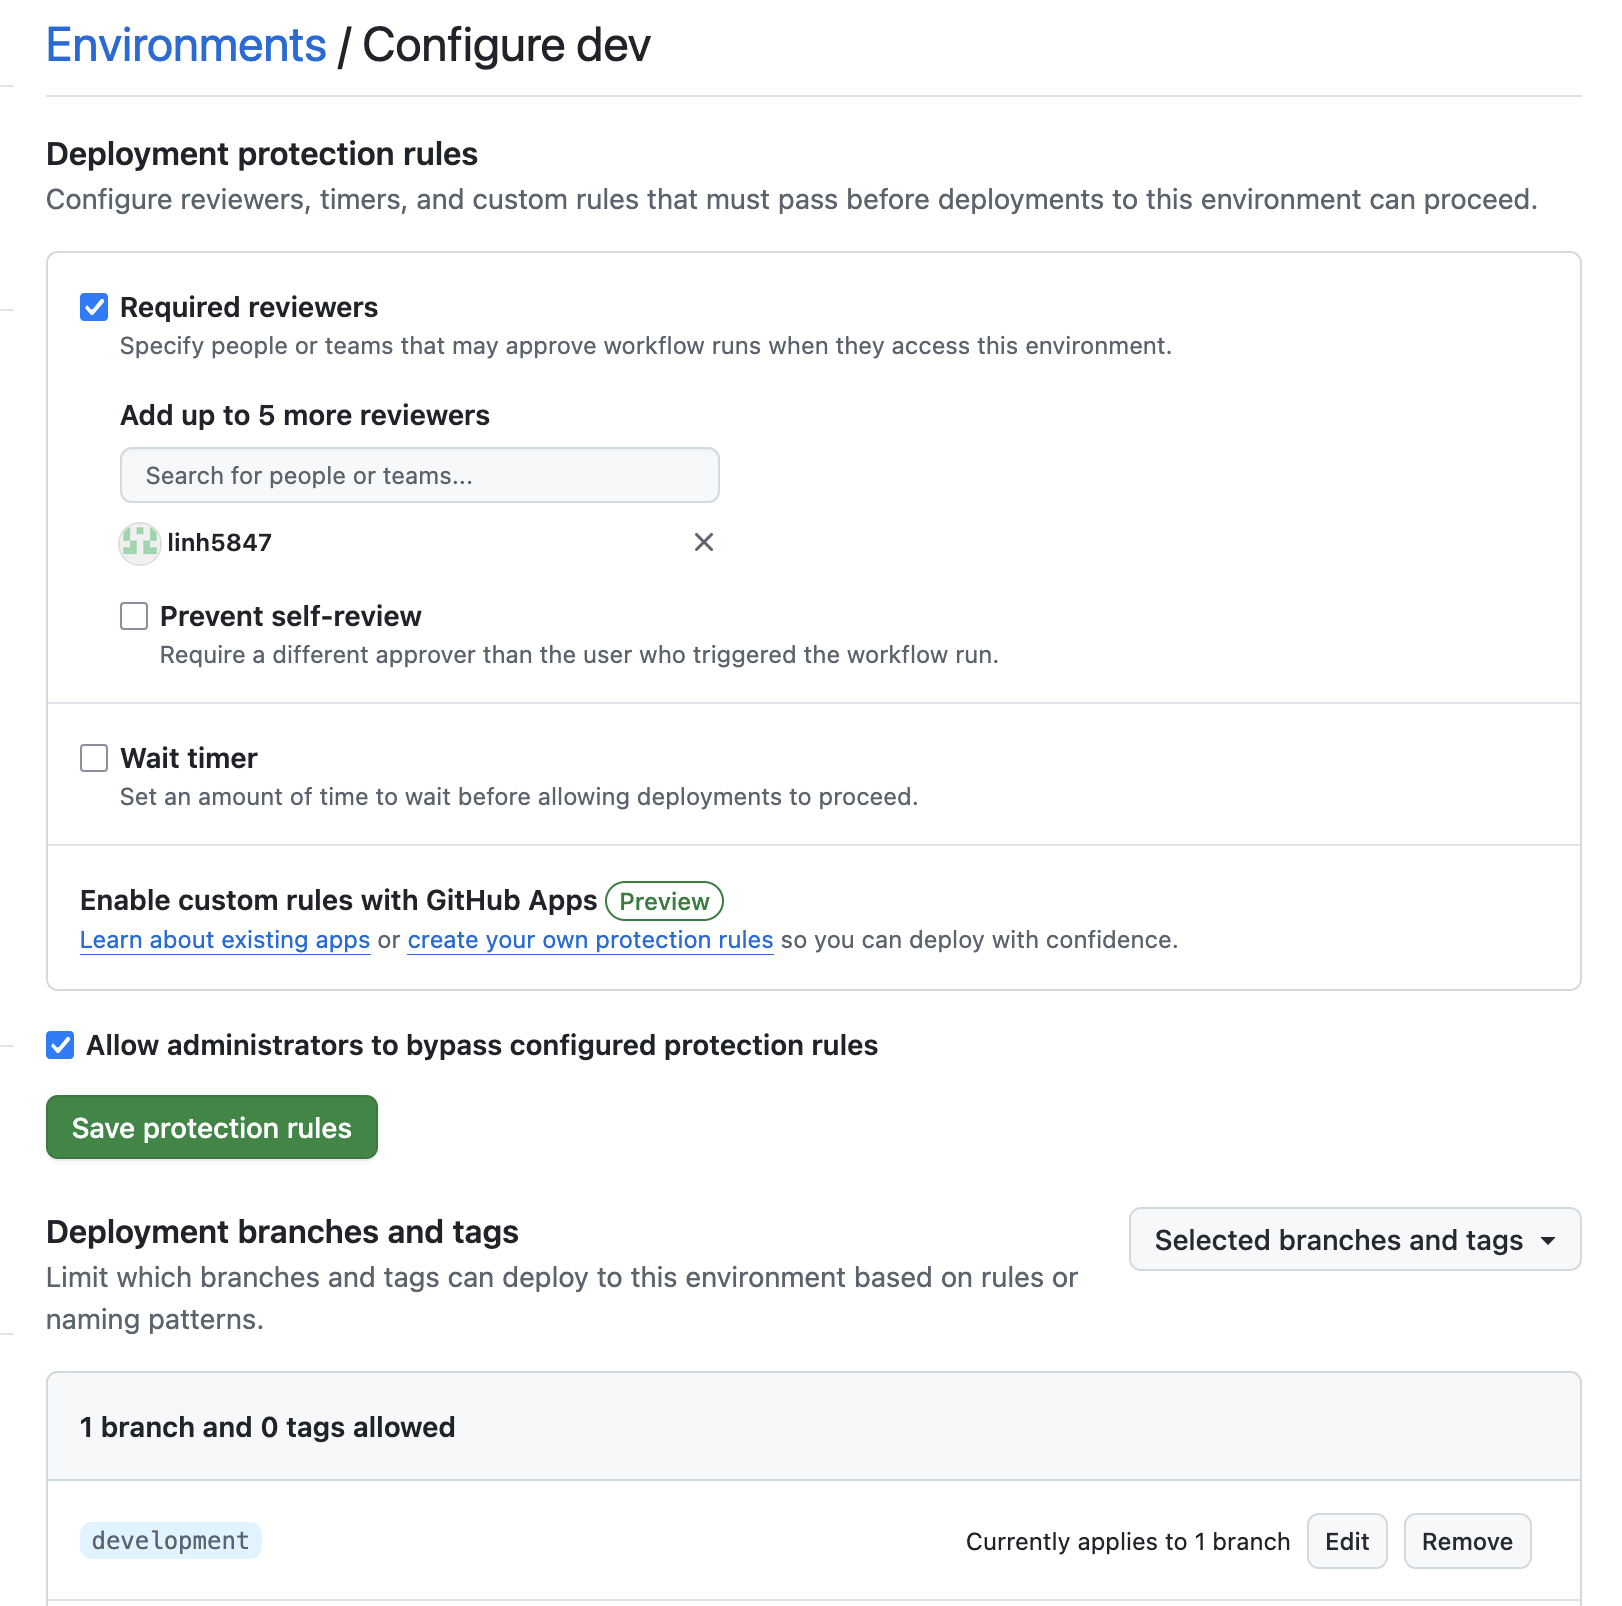 Environments / Configure dev
Deployment protection rules
Configure reviewers, timers, and custom rules that must pass before deployments to this environment can proceed.
Required reviewers
Specify people or teams that may approve workflow runs when they access this environment.
Add up to 5 more reviewers
Search for people or teams...
linh5847
Prevent self-review
Require a different approver than the user who triggered the workflow run.
Wait timer
Set an amount of time to wait before allowing deployments to proceed.
Enable custom rules with GitHub Apps Preview
Learn about existing apps or create your own protection rules so you can deploy with confidence.
Allow administrators to bypass configured protection rules
Save protection rules
Deployment branches and tags
Selected branches and tags
Limit which branches and tags can deploy to this environment based on rules or
naming patterns.
1 branch and 0 tags allowed
development Currently applies to 1 branch Edit Remove